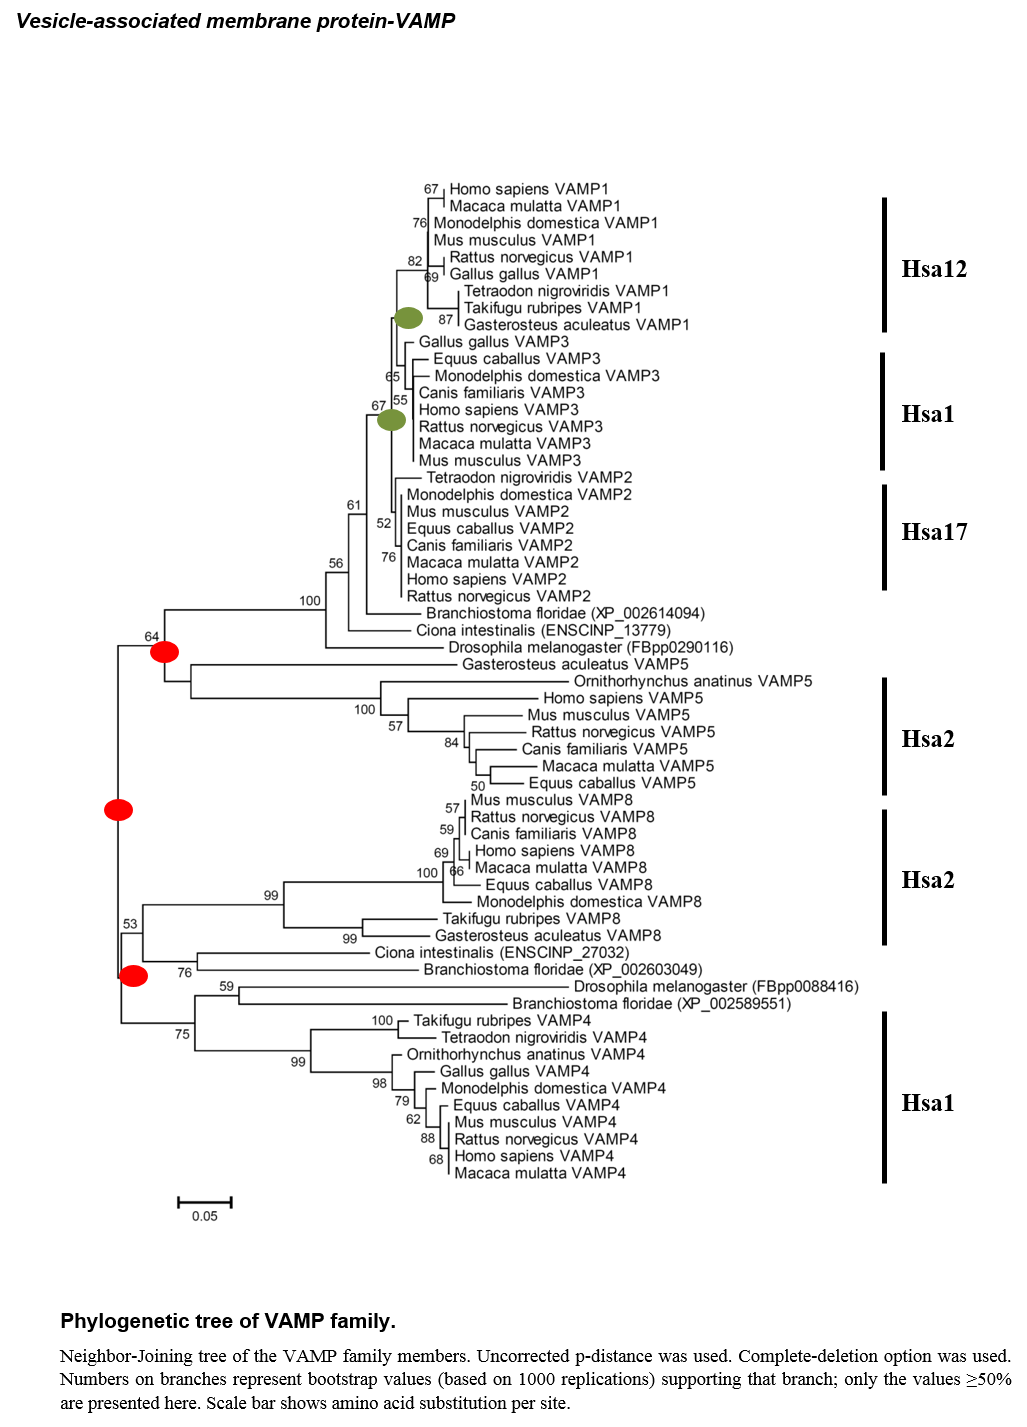 Vesicle-associated membrane protein-VAMP
67 Homo sapiens VAMP1
Macaca mulatta VAMP1
76 Monodelphis domestica VAMP1
Mus musculus VAMP1
82 Rattus norvegicus VAMP1
69 Gallus gallus VAMP1
Hsa12
Tetraodon nigroviridis VAMP1
Takifugu rubripes VAMP1
87 Gasterosteus aculeatus VAMP1
Gallus gallus VAMP3
Equus caballus VAMP3
65 Monodelphis domestica VAMP3
55 Canis familiaris VAMP3
67 Homo sapiens VAMP3
Hsa1
Rattus norvegicus VAMP3
Macaca mulatta VAMP3
Mus musculus VAMP3
Tetraodon nigroviridis VAMP2
Monodelphis domestica VAMP2
61 Mus musculus VAMP2
52 Equus caballus VAMP2
Hsa17
Canis familiaris VAMP2
56 76 Macaca mulatta VAMP2
Homo sapiens VAMP2
100 Rattus norvegicus VAMP2
Branchiostoma floridae (XP_002614094)
64 Ciona intestinalis (ENSCINP_13779)
Drosophila melanogaster (FBpp0290116)
Gasterosteus aculeatus VAMP5
Ornithorhynchus anatinus VAMP5
100 Homo sapiens VAMP5
57 Mus musculus VAMP5
84 Rattus norvegicus VAMP5
Hsa2
Canis familiaris VAMP5
Macaca mulatta VAMP5
50 Equus caballus VAMP5
57 Mus musculus VAMP8
Rattus norvegicus VAMP8
59 Canis familiaris VAMP8
69 Homo sapiens VAMP8
100 66 Macaca mulatta VAMP8
Hsa2
99 Equus caballus VAMP8
Monodelphis domestica VAMP8
53 Takifugu rubripes VAMP8
99 Gasterosteus aculeatus VAMP8
Ciona intestinalis (ENSCINP_27032)
76 Branchiostoma floridae (XP_002603049)
59 Drosophila melanogaster (FBpp0088416)
Branchiostoma floridae (XP_002589551)
75 100 Takifugu rubripes VAMP4
Tetraodon nigroviridis VAMP4
99 Ornithorhynchus anatinus VAMP4
98 Gallus gallus VAMP4
79 Monodelphis domestica VAMP4
Hsa1
62 Equus caballus VAMP4
Mus musculus VAMP4
88 Rattus norvegicus VAMP4
68 Homo sapiens VAMP4
Macaca mulatta VAMP4
0.05
Phylogenetic tree of VAMP family.
Neighbor-Joining tree of the VAMP family members. Uncorrected p-distance was used. Complete-deletion option was used.
Numbers on branches represent bootstrap values (based on 1000 replications) supporting that branch; only the values ≥50%
are presented here. Scale bar shows amino acid substitution per site.